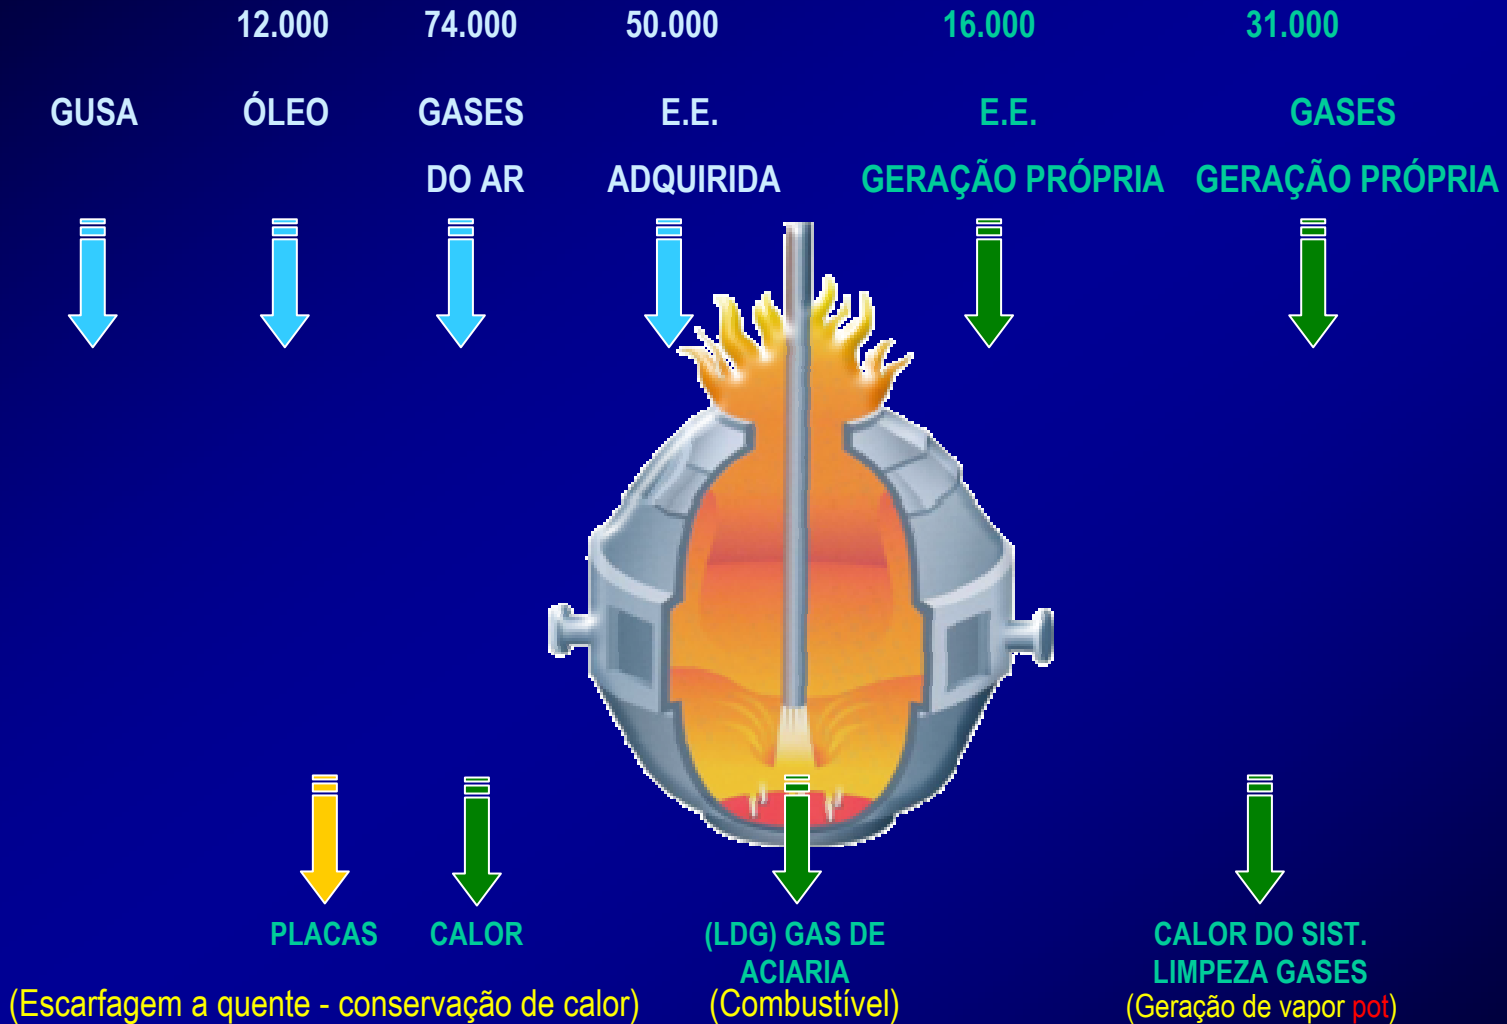 12.000 74.000 50.000 16.000 31.000
GUSA ÓLEO GASES E.E. E.E. GASES
DO AR ADQUIRIDA GERAÇÃO PRÓPRIA GERAÇÃO PRÓPRIA
PLACAS CALOR (LDG) GAS DE CALOR DO SIST.
ACIARIA LIMPEZA GASES
(Escarfagem a quente - conservação de calor) (Combustível) (Geração de vapor pot)